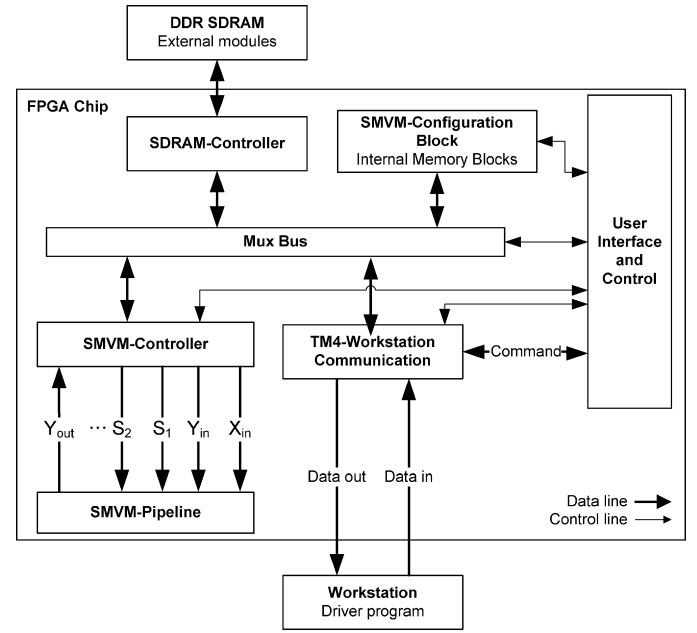 DDR SDRAM
External modules
FPGA Chip
SDRAM-Controller
SMVM-Configuration
Block
Internal Memory Blocks
User
Interface
and
Control
Mux Bus
SMVM-Controller
TM4-Workstation
Communication
Command
Yout ··· S2 S1 Yin Xin
Data out Data in
SMVM-Pipeline
Data line
Control line
Workstation
Driver program